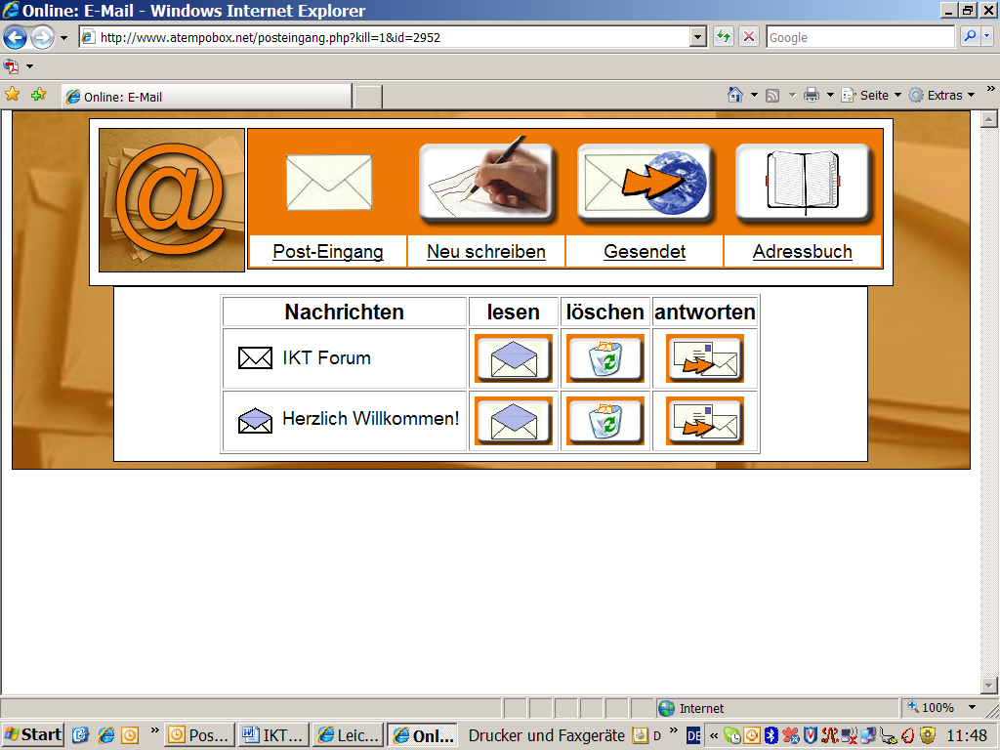 Online: E-Mail - Windows Internet Explorer
http://www.atempobox.net/posteingang.php?kill=1&id=2952
Google
Online: E-Mail
Seite
Extras
@
Post-Eingang
Neu schreiben
Gesendet
Adressbuch
Nachrichten lesen löschen antworten
IKT Forum
Herzlich Willkommen!
Internet
100%
Start
Pos...
IKT...
Leic...
Onl...
Drucker und Faxgeräte
D
DE
11:48